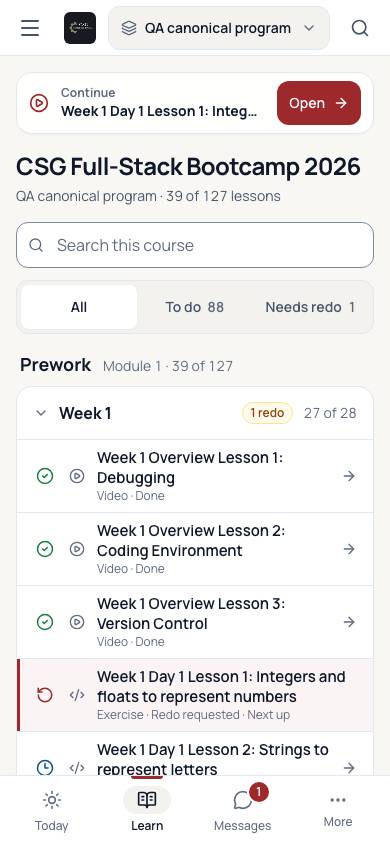 QA canonical program
Continue
Week 1 Day 1 Lesson 1: Integ...
Open
CSG Full-Stack Bootcamp 2026
QA canonical program · 39 of 127 lessons
Search this course
All
To do 88
Needs redo 1
Prework Module 1 · 39 of 127
Week 1
1 redo
27 of 28
Week 1 Overview Lesson 1:
Debugging
Video · Done
Week 1 Overview Lesson 2:
Coding Environment
Video · Done
Week 1 Overview Lesson 3:
Version Control
Video · Done
Week 1 Day 1 Lesson 1: Integers and
floats to represent numbers
Exercise · Redo requested · Next up
Week 1 Day 1 Lesson 2: Strings to
represent letters
1
Today
Learn
Messages
More